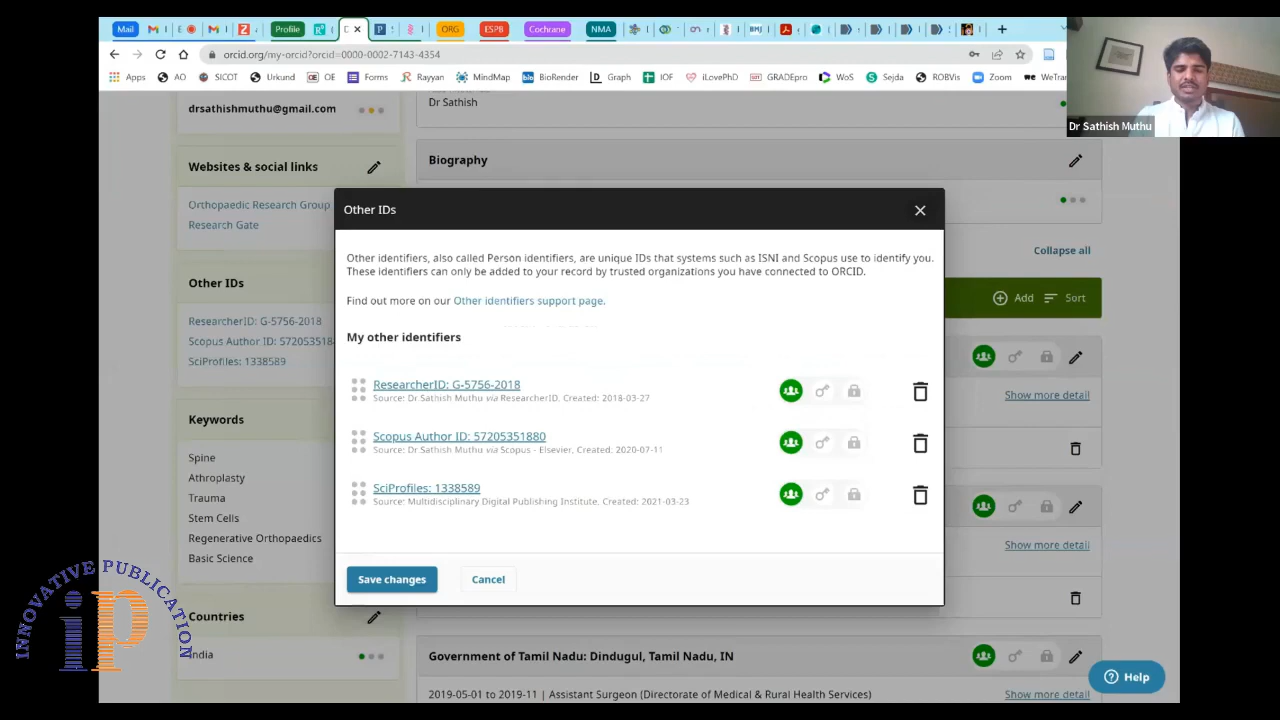 Mail
Profile
ORG
ESPB
Cochrane
NMA
BMJ
orcid.org/my-orcid?orcid=0000-0002-7143-4354
Apps
AO
SICOT
Urkund
OE
Forms
Rayyan
MindMap
BioRender
Graph
IOF
iLovePhD
GRADEpro
WoS
Sejda
ROBVis
Zoom
WeTra
Dr Sathish Muthu
drsathishmuthu@gmail.com
Dr Sathish
Websites & social links
Orthopaedic Research Group
Research Gate
Other IDs
ResearcherID: G-5756-2018
Scopus Author ID: 572053518
SciProfiles: 1338589
Keywords
Spine
Athroplasty
Trauma
Stem Cells
Regenerative Orthopaedics
Basic Science
Countries
India
Biography
Collapse all
Add
Sort
Show more detail
Show more detail
Government of Tamil Nadu: Dindugul, Tamil Nadu, IN
2019-05-01 to 2019-11 | Assistant Surgeon (Directorate of Medical & Rural Health Services)
Show more detail
Help
Other IDs
Other identifiers, also called Person identifiers, are unique IDs that systems such as ISNI and Scopus use to identify you.
These identifiers can only be added to your record by trusted organizations you have connected to ORCID.
Find out more on our Other identifiers support page.
My other identifiers
ResearcherID: G-5756-2018
Source: Dr Sathish Muthu via ResearcherID. Created: 2018-03-27
Scopus Author ID: 57205351880
Source: Dr Sathish Muthu via Scopus - Elsevier, Created: 2020-07-11
SciProfiles: 1338589
Source: Multidisciplinary Digital Publishing Institute. Created: 2021-03-23
Save changes
Cancel
INNOVATIVE PUBLICATION
ip